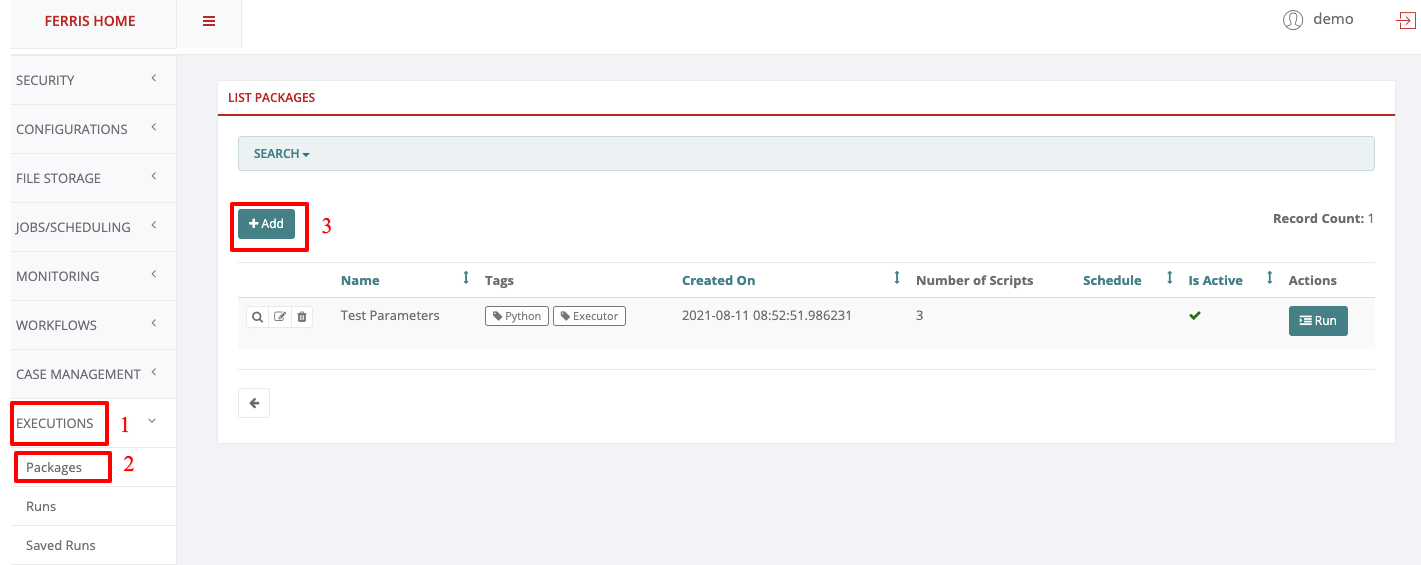 FERRIS HOME
demo
SECURITY
CONFIGURATIONS
FILE STORAGE
JOBS/SCHEDULING
MONITORING
WORKFLOWS
CASE MANAGEMENT
EXECUTIONS 1
Packages 2
Runs
Saved Runs
LIST PACKAGES
SEARCH
Add 3
Record Count: 1
Name Tags Created On Number of Scripts Schedule Is Active Actions
Test Parameters Python Executor 2021-08-11 08:52:51.986231 3 Run